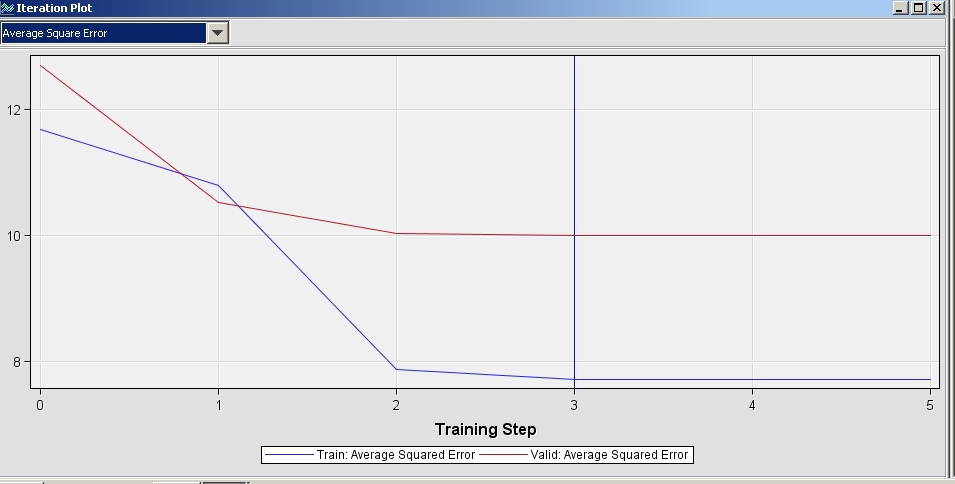 Iteration Plot
Average Square Error
12
10
8
0 1 2 3 4 5
Training Step
Train: Average Squared Error Valid: Average Squared Error